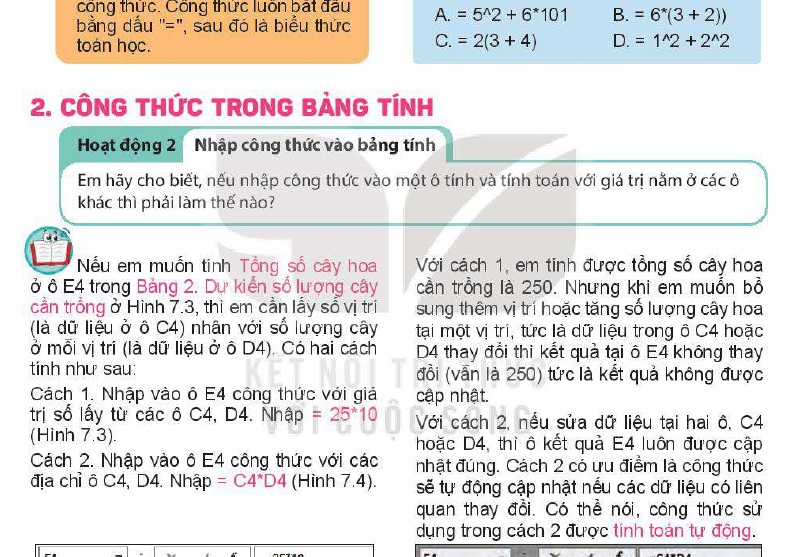 công thức. Công thức luôn bắt đầu
bằng dấu "=", sau đó là biểu thức
toán học.
A. = 5^2 + 6*101
B. = 6*(3 + 2))
C. = 2(3 + 4)
D. = 1^2 + 2^2
2. CÔNG THỨC TRONG BẢNG TÍNH
Hoạt động 2 Nhập công thức vào bảng tính
Em hãy cho biết, nếu nhập công thức vào một ô tính và tính toán với giá trị nằm ở các ô
khác thì phải làm thế nào?
Nếu em muốn tính Tổng số cây hoa
ở ô E4 trong Bảng 2. Dự kiến số lượng cây
cần trồng ở Hình 7.3, thì em cần lấy số vị trí
(là dữ liệu ở ô C4) nhân với số lượng cây
ở mỗi vị trí (là dữ liệu ở ô D4). Có hai cách
tính như sau:
Cách 1. Nhập vào ô E4 công thức với giá
trị số lấy từ các ô C4, D4. Nhập = 25*10
(Hình 7.3).
Cách 2. Nhập vào ô E4 công thức với các
địa chỉ ô C4, D4. Nhập = C4*D4 (Hình 7.4).
Với cách 1, em tính được tổng số cây hoa
cần trồng là 250. Nhưng khi em muốn bổ
sung thêm vị trí hoặc tăng số lượng cây hoa
tại một vị trí, tức là dữ liệu trong ô C4 hoặc
D4 thay đổi thì kết quả tại ô E4 không thay
đổi (vẫn là 250) tức là kết quả không được
cập nhật.
Với cách 2, nếu sửa dữ liệu tại hai ô, C4
hoặc D4, thì ô kết quả E4 luôn được cập
nhật đúng. Cách 2 có ưu điểm là công thức
sẽ tự động cập nhật nếu các dữ liệu có liên
quan thay đổi. Có thể nói, công thức sử
dụng trong cách 2 được tính toán tự động.
KẾT NỐI TRI THỨC
VỚI CUỘC SỐNG